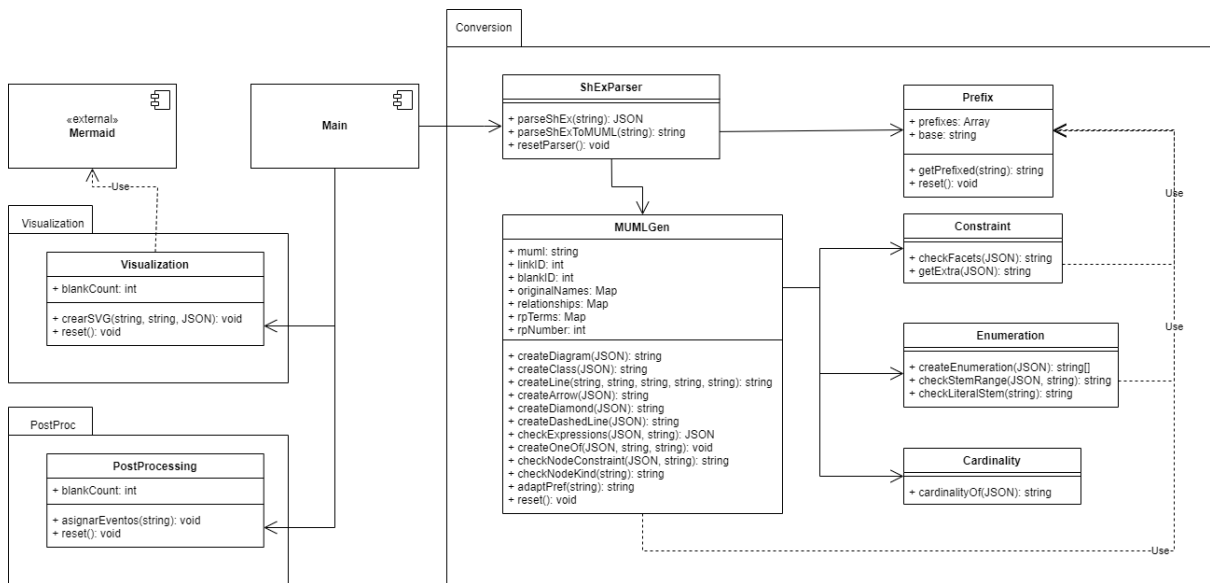 Conversion
«external»
Mermaid
Main
ShExParser
+ parseShEx(string): JSON
+ parseShExToMUML(string): string
+ resetParser(): void
Prefix
+ prefixes: Array
+ base: string
+ getPrefixed(string): string
+ reset(): void
Use
Visualization
Visualization
+ blankCount: int
+ crearSVG(string, string, JSON): void
+ reset(): void
MUMLGen
+ muml: string
+ linkID: int
+ blankID: int
+ originalNames: Map
+ relationships: Map
+ rpTerms: Map
+ rpNumber: int
+ createDiagram(JSON): string
+ createClass(JSON): string
+ createLine(string, string, string, string, string): string
+ createArrow(JSON): string
+ createDiamond(JSON): string
+ createDashedLine(JSON): string
+ checkExpressions(JSON, string): JSON
+ createOneOf(JSON, string, string): void
+ checkNodeConstraint(JSON, string): string
+ checkNodeKind(string): string
+ adaptPref(string): string
+ reset(): void
Use
Constraint
+ checkFacets(JSON): string
+ getExtra(JSON): string
Use
Enumeration
+ createEnumeration(JSON): string[]
+ checkStemRange(JSON, string): string
+ checkLiteralStem(string): string
Cardinality
+ cardinalityOf(JSON): string
Use
PostProc
PostProcessing
+ blankCount: int
+ asignarEventos(string): void
+ reset(): void